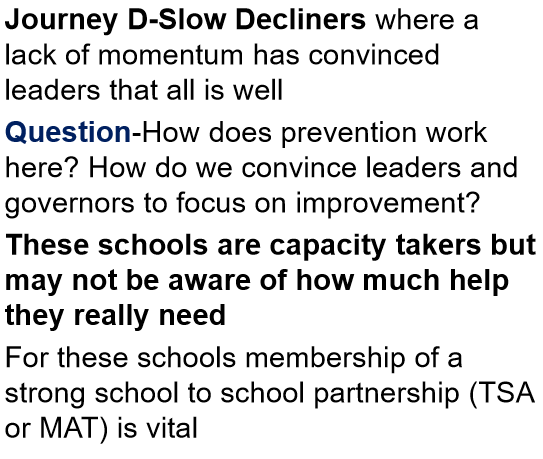 Journey D-Slow Decliners where a
lack of momentum has convinced
leaders that all is well
Question-How does prevention work
here? How do we convince leaders and
governors to focus on improvement?
These schools are capacity takers but
may not be aware of how much help
they really need
For these schools membership of a
strong school to school partnership (TSA
or MAT) is vital